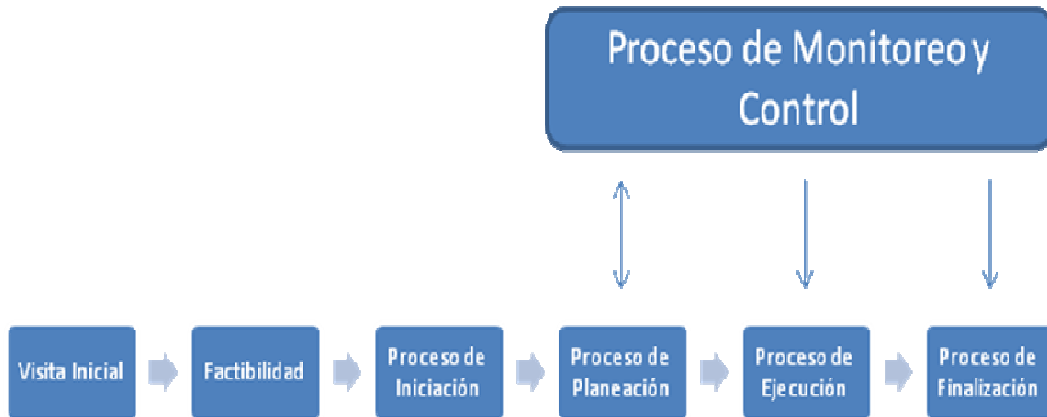 Proceso de Monitoreo y
Control
Visita Inicial
Factibilidad
Proceso de
Iniciación
Proceso de
Planeación
Proceso de
Ejecución
Proceso de
Finalización